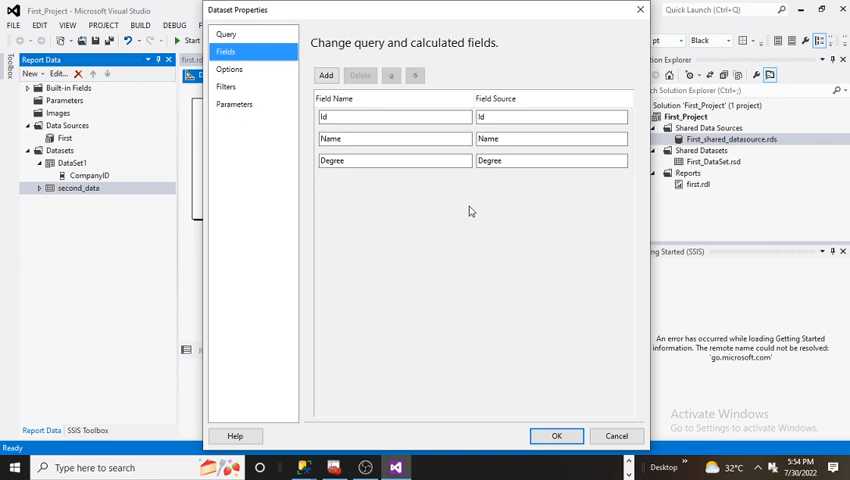 First_Project - Microsoft Visual Studio
Dataset Properties
Quick Launch (Ctrl+Q)
FILE EDIT VIEW PROJECT BUILD DEBUG
Start
pt
Black
Toolbox
Report Data
New Edit...
Built-in Fields
Parameters
Images
Data Sources
First
Datasets
DataSet1
CompanyID
second_data
Report Data SSIS Toolbox
Ready
first.rd
D
Query
Fields
Options
Filters
Parameters
Change query and calculated fields.
Add Delete
Field Name Field Source
Id Id
Name Name
Degree Degree
Help OK Cancel
Solution Explorer
Solution 'First_Project' (1 project)
First_Project
Shared Data Sources
First_shared_datasource.rds
Shared Datasets
First_DataSet.rsd
Reports
first.rdl
ng Started (SSIS)
An error has occurred while loading Getting Started
information. The remote name could not be resolved:
'go.microsoft.com'
Activate Windows
Go to Settings to activate Windows.
Type here to search
Desktop
32°C
5:54 PM
7/30/2022